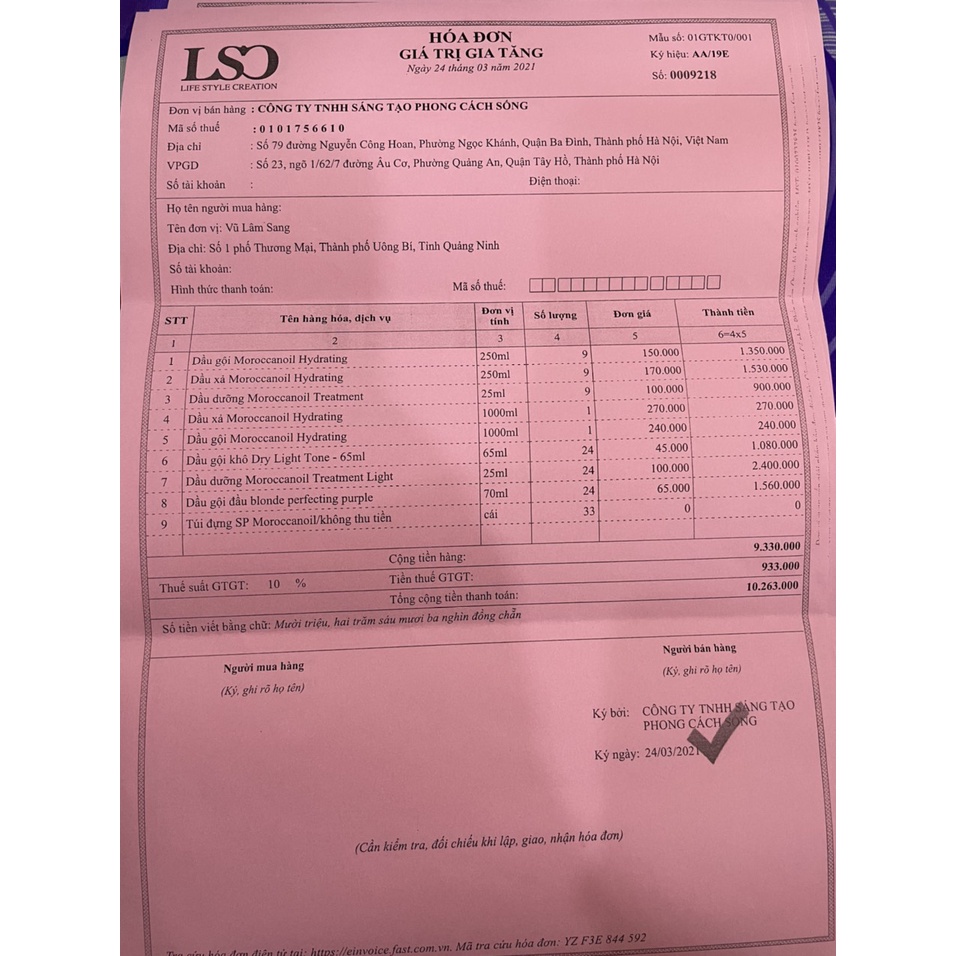 LSC
LIFE STYLE CREATION
HÓA ĐƠN
GIÁ TRỊ GIA TĂNG
Ngày 24 tháng 03 năm 2021
Mẫu số: 01GTKT0/001
Ký hiệu: AA/19E
Số: 0009218
Đơn vị bán hàng : CÔNG TY TNHH SÁNG TẠO PHONG CÁCH SỐNG
Mã số thuế : 0101756610
Địa chỉ : Số 79 đường Nguyễn Công Hoan, Phường Ngọc Khánh, Quận Ba Đình, Thành phố Hà Nội, Việt Nam
VPGD : Số 23, ngõ 1/62/7 đường Âu Cơ, Phường Quảng An, Quận Tây Hồ, Thành phố Hà Nội
Số tài khoản : Điện thoại:
Họ tên người mua hàng:
Tên đơn vị: Vũ Lâm Sang
Địa chỉ: Số 1 phố Thương Mại, Thành phố Uông Bí, Tỉnh Quảng Ninh
Số tài khoản:
Hình thức thanh toán: Mã số thuế:
STT Tên hàng hóa, dịch vụ Đơn vị tính Số lượng Đơn giá Thành tiền
1 2 3 4 5 6=4x5
1 Dầu gội Moroccanoil Hydrating 250ml 9 150.000 1.350.000
2 Dầu xả Moroccanoil Hydrating 250ml 9 170.000 1.530.000
3 Dầu dưỡng Moroccanoil Treatment 25ml 9 100.000 900.000
4 Dầu xả Moroccanoil Hydrating 1000ml 1 270.000 270.000
5 Dầu gội Moroccanoil Hydrating 1000ml 1 240.000 240.000
6 Dầu gội khô Dry Light Tone - 65ml 65ml 24 45.000 1.080.000
7 Dầu dưỡng Moroccanoil Treatment Light 25ml 24 100.000 2.400.000
8 Dầu gội đầu blonde perfecting purple 70ml 24 65.000 1.560.000
9 Túi đựng SP Moroccanoil/không thu tiền cái 33 0 0
Cộng tiền hàng: 9.330.000
Thuế suất GTGT: 10 % Tiền thuế GTGT: 933.000
Tổng cộng tiền thanh toán: 10.263.000
Số tiền viết bằng chữ: Mười triệu, hai trăm sáu mươi ba nghìn đồng chẵn
Người mua hàng Người bán hàng
(Ký, ghi rõ họ tên) (Ký, ghi rõ họ tên)
Ký bởi: CÔNG TY TNHH SÁNG TẠO
PHONG CÁCH SỐNG
Ký ngày: 24/03/2021
(Cần kiểm tra, đối chiếu khi lập, giao, nhận hóa đơn)
Tra cứu hóa đơn điện tử tại: https://einvoice.fast.com.vn. Mã tra cứu hóa đơn: YZ F3E 844 592